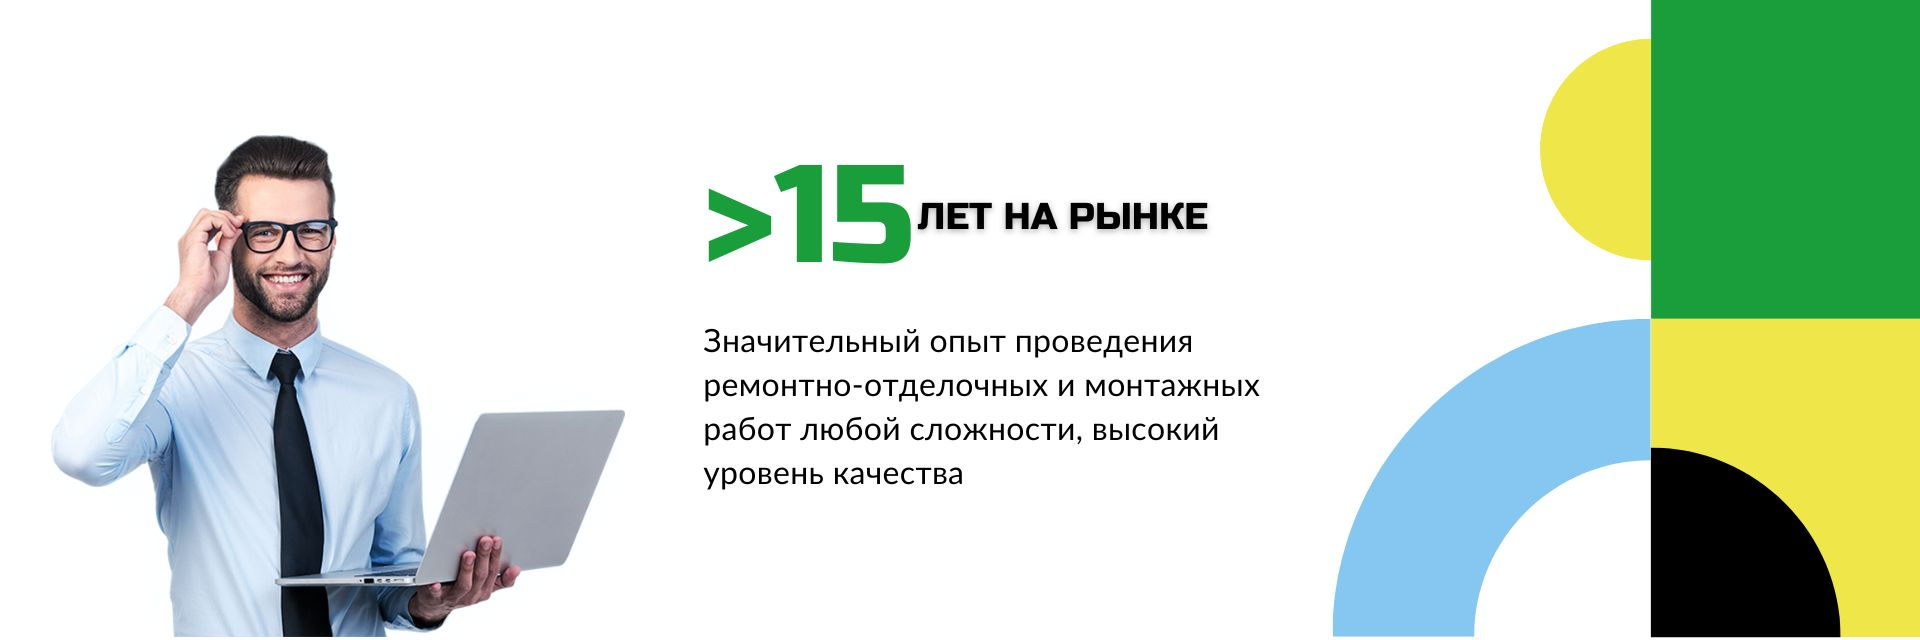 >15 ЛЕТ НА РЫНКЕ
Значительный опыт проведения
ремонтно-отделочных и монтажных
работ любой сложности, высокий
уровень качества